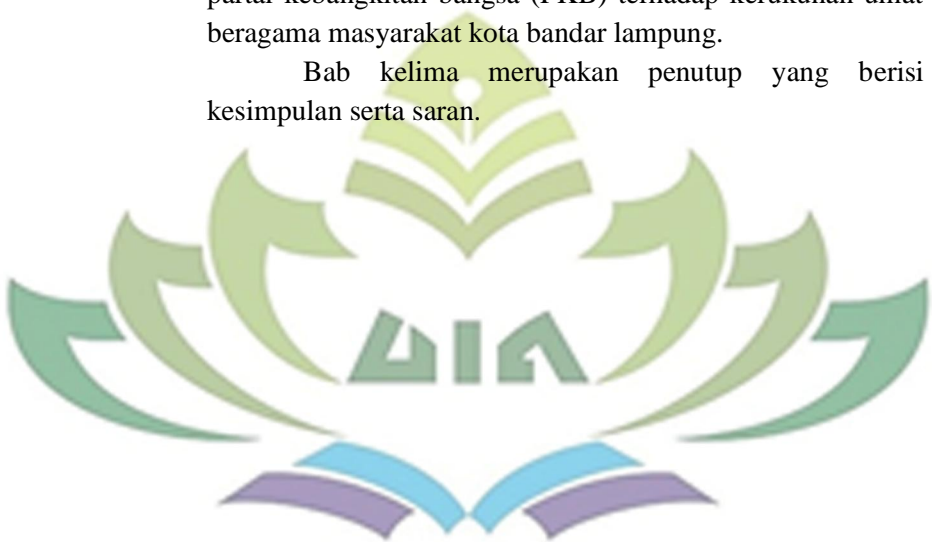 partai kebangkitan bangsa (PKB) terhadap kerukunan umat
beragama masyarakat kota bandar lampung.
Bab kelima merupakan penutup yang berisi
kesimpulan serta saran.
UIN